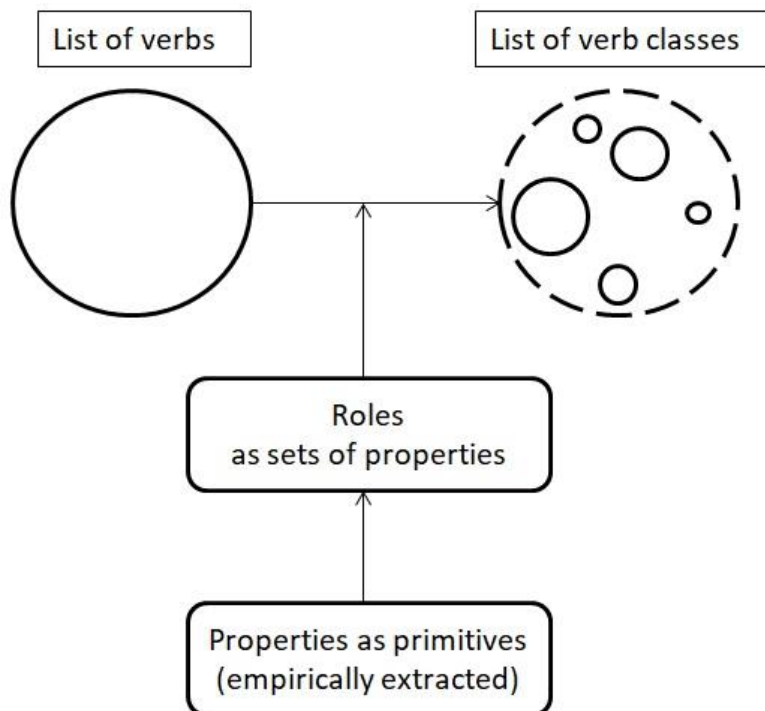 List of verbs
List of verb classes
Roles
as sets of properties
Properties as primitives
(empirically extracted)